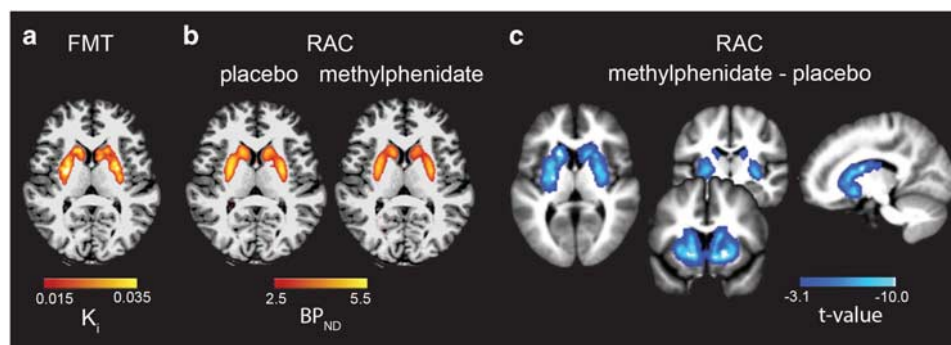 a
FMT
0.015 0.035
Ki
b
RAC
placebo methylphenidate
2.5 5.5
BPND
c
RAC
methylphenidate - placebo
-3.1 -10.0
t-value